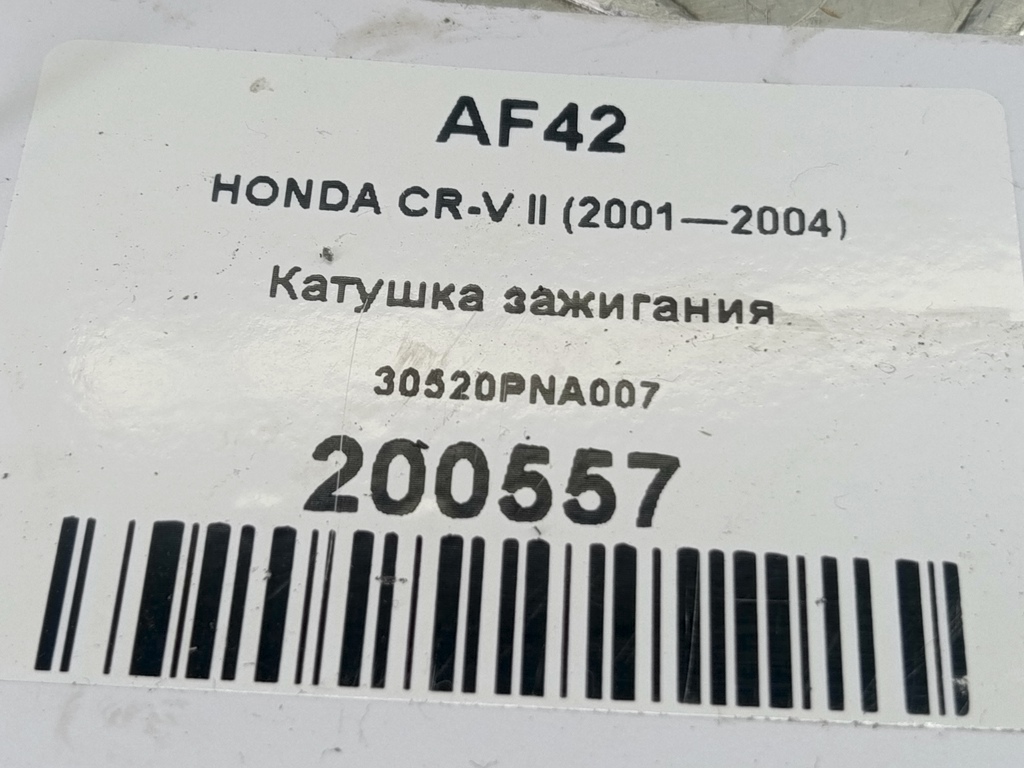 AF42
HONDA CR-V II (2001—2004)
Катушка зажигания
30520PNA007
200557